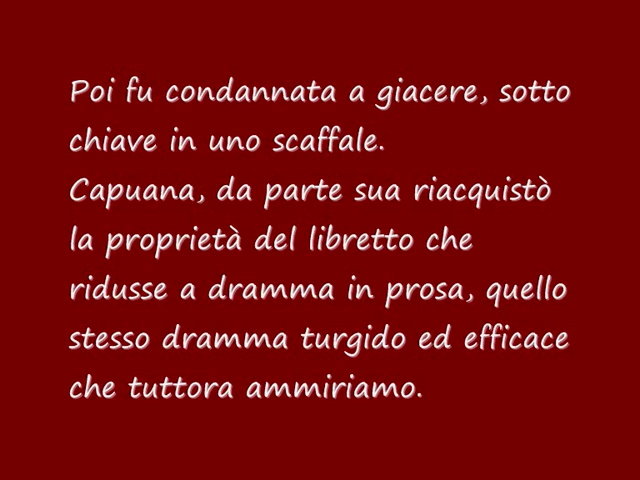 Poi fu condannata a giacere, sotto
chiave in uno scaffale.
Capuana, da parte sua riacquistò
la proprietà del libretto che
ridusse a dramma in prosa, quello
stesso dramma turgido ed efficace
che tuttora ammiriamo.